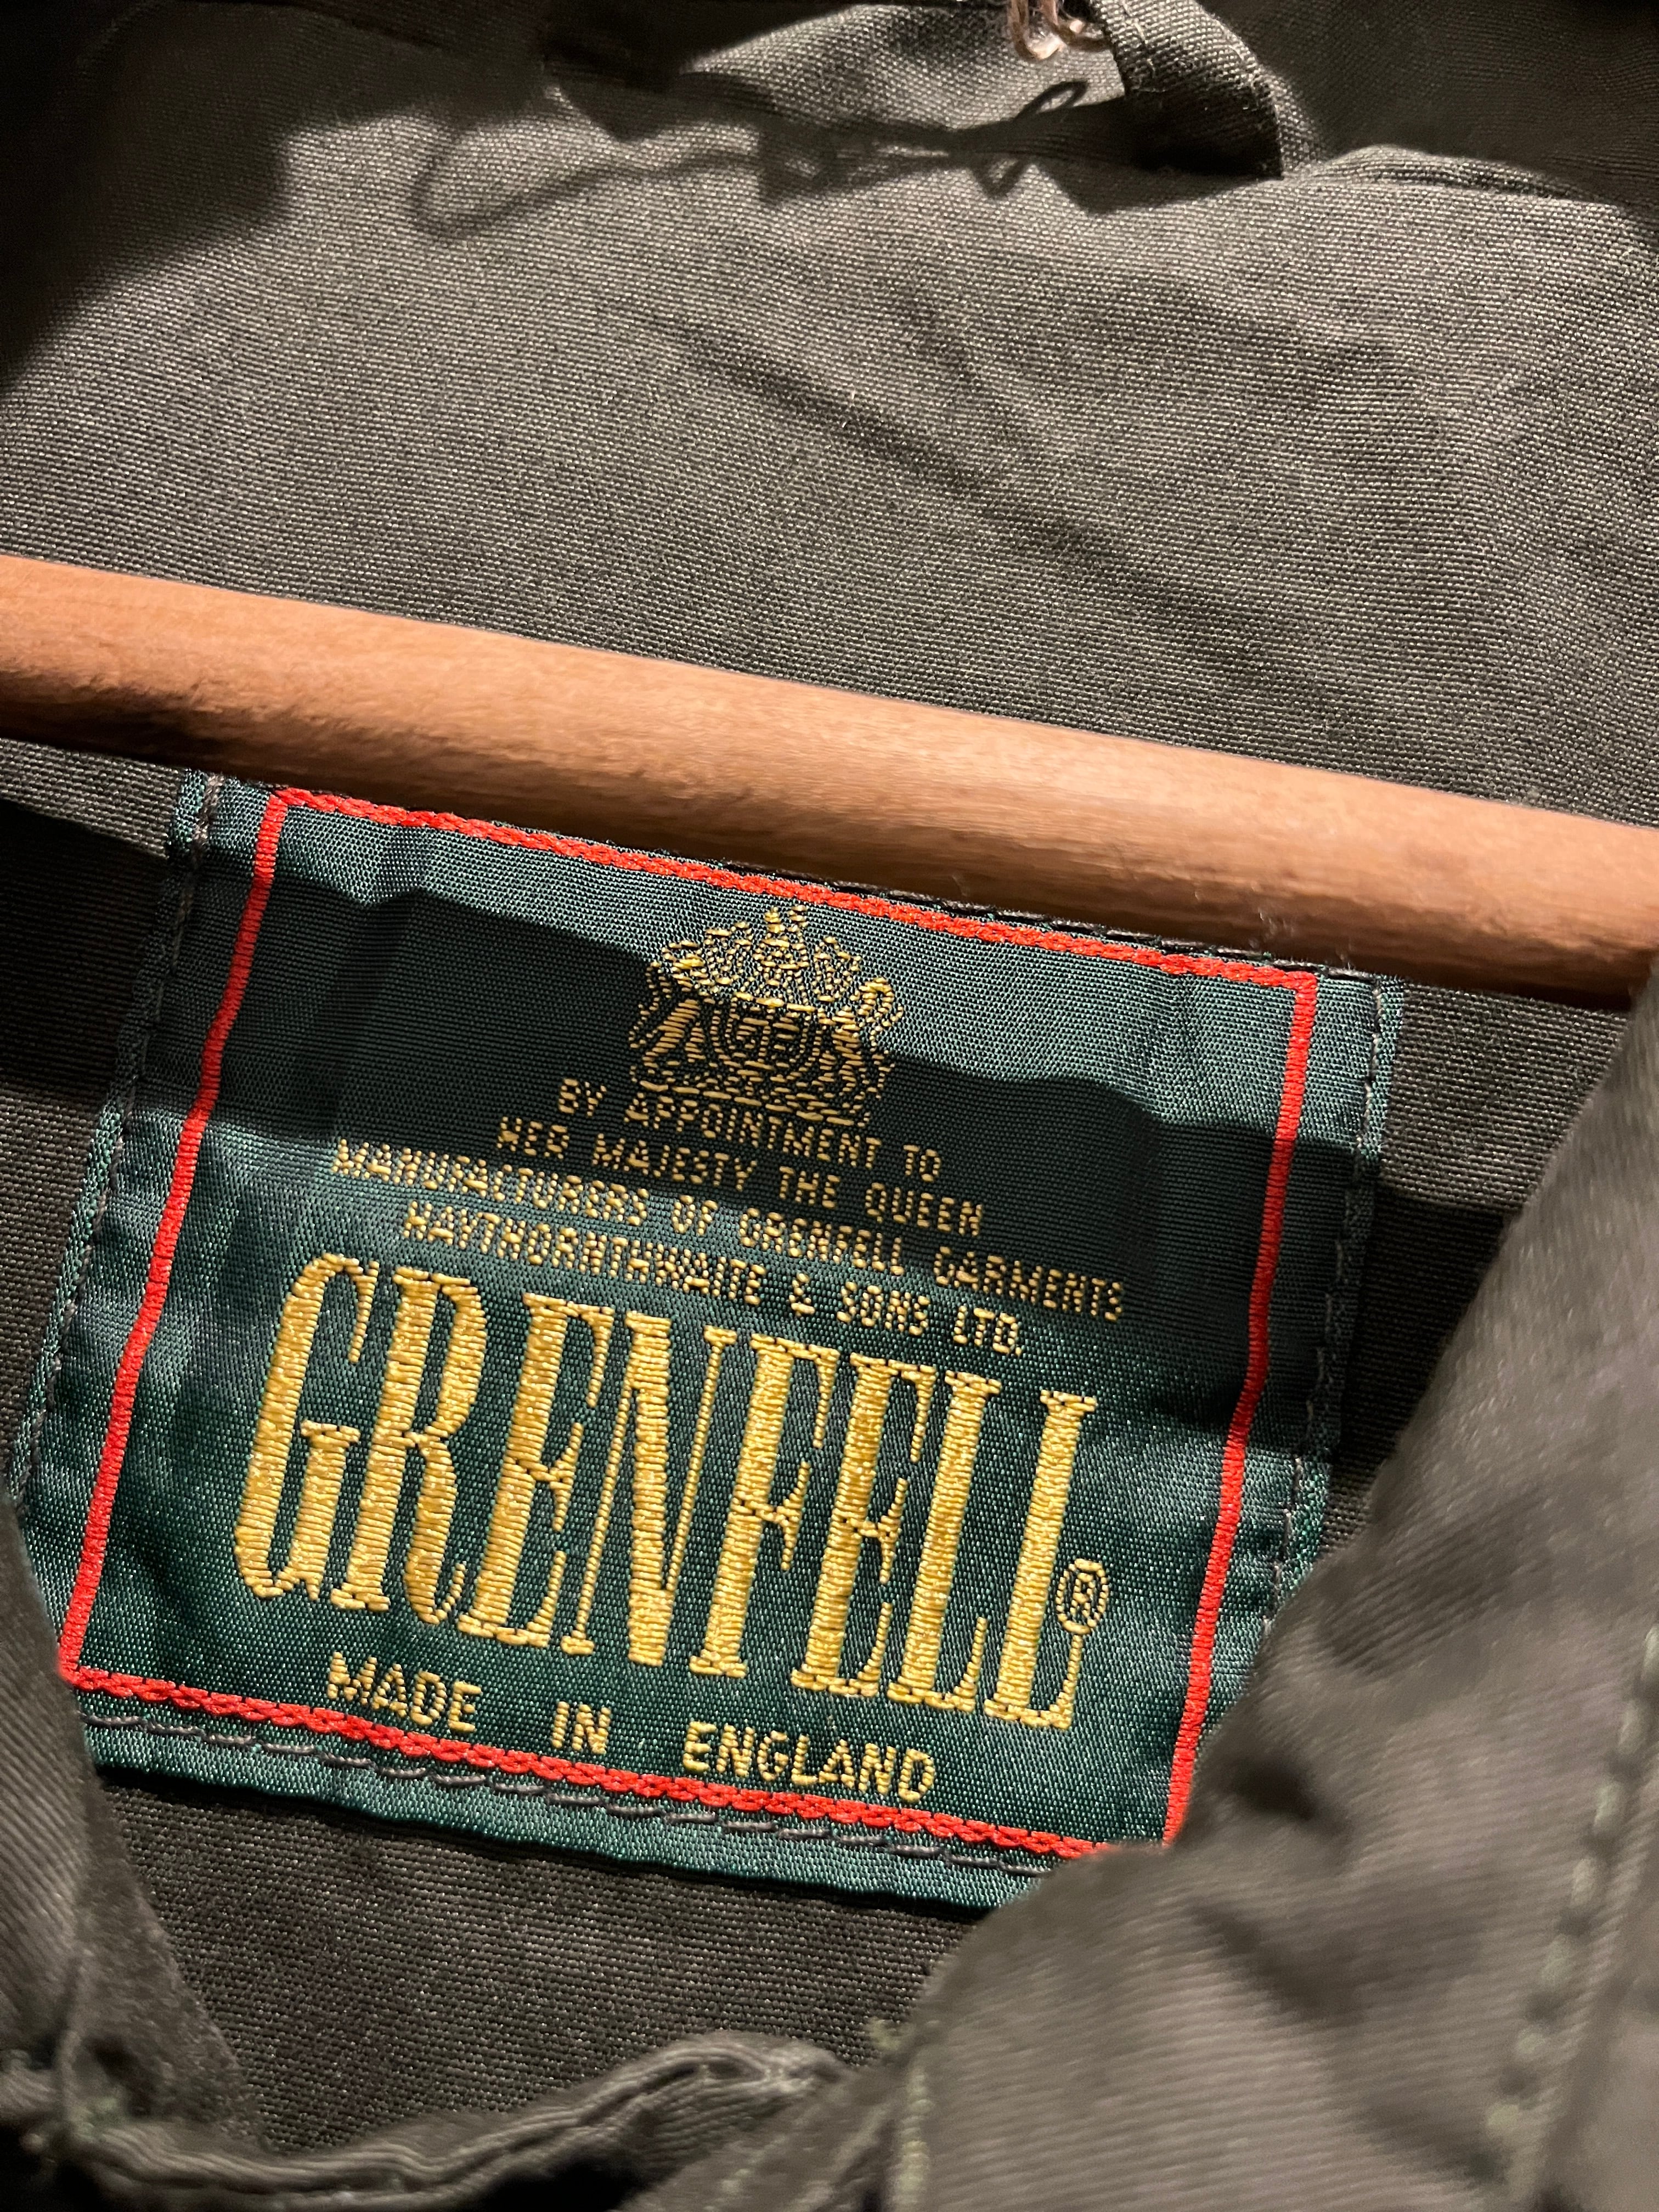 BY APPOINTMENT TO
HER MAJESTY THE QUEEN
MANUFACTURERS OF GRENFELL GARMENTS
HAYTHORNTHWAITE & SONS LTD.
GRENFELL®
MADE IN ENGLAND